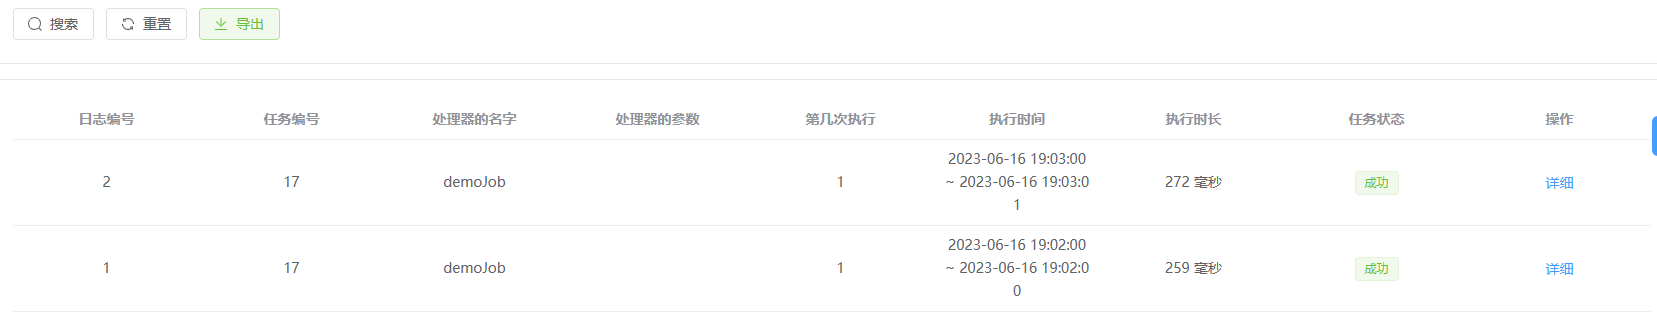 搜索 重置 导出
日志编号 任务编号 处理器的名字 处理器的参数 第几次执行 执行时间 执行时长 任务状态 操作
2023-06-16 19:03:00
2 17 demoJob 1 ~ 2023-06-16 19:03:0 272 毫秒 成功 详细
1
2023-06-16 19:02:00
1 17 demoJob 1 ~ 2023-06-16 19:02:0 259 毫秒 成功 详细
0